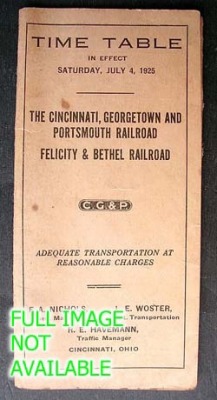 TIME TABLE
IN EFFECT
SATURDAY, JULY 4, 1925
THE CINCINNATI, GEORGETOWN AND
PORTSMOUTH RAILROAD
FELICITY & BETHEL RAILROAD
C G & P
ADEQUATE TRANSPORTATION AT
REASONABLE CHARGES
E. A. NICHOLS L. E. WOSTER,
Transportation
R. E. HAVEMANN,
Traffic Manager
CINCINNATI, OHIO
FULL IMAGE
NOT
AVAILABLE